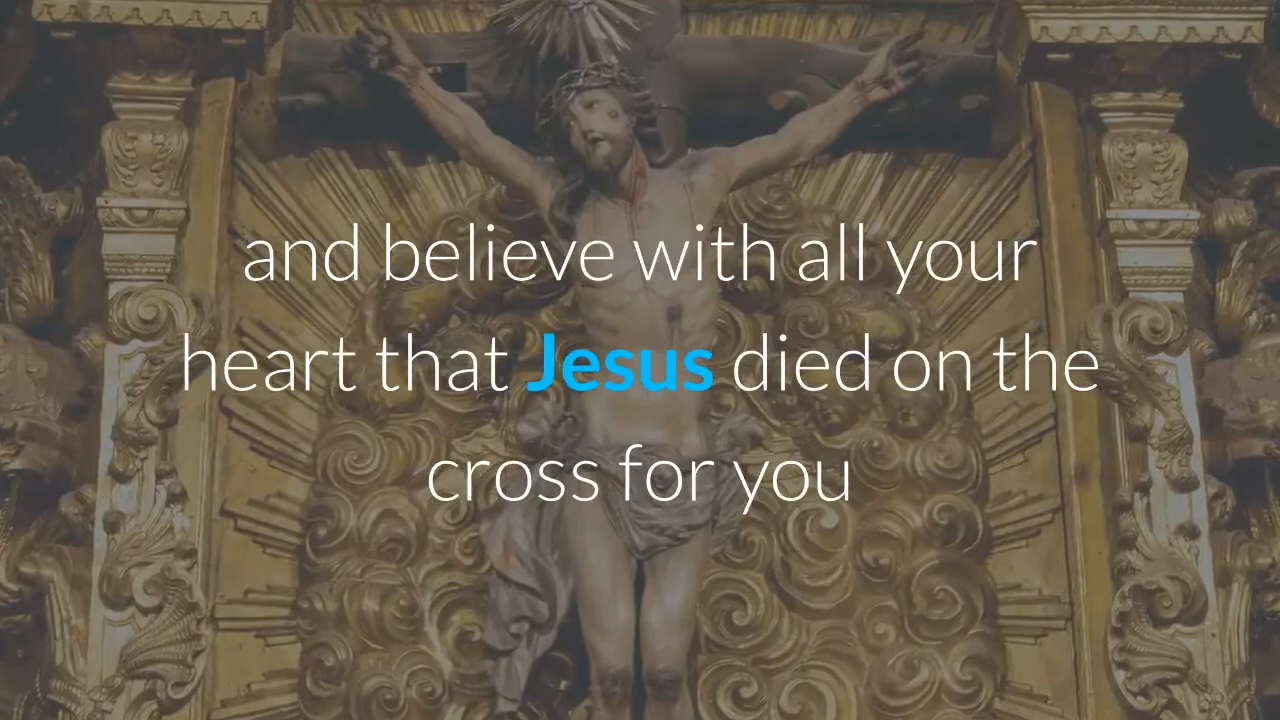 and believe with all your
heart that Jesus died on the
cross for you